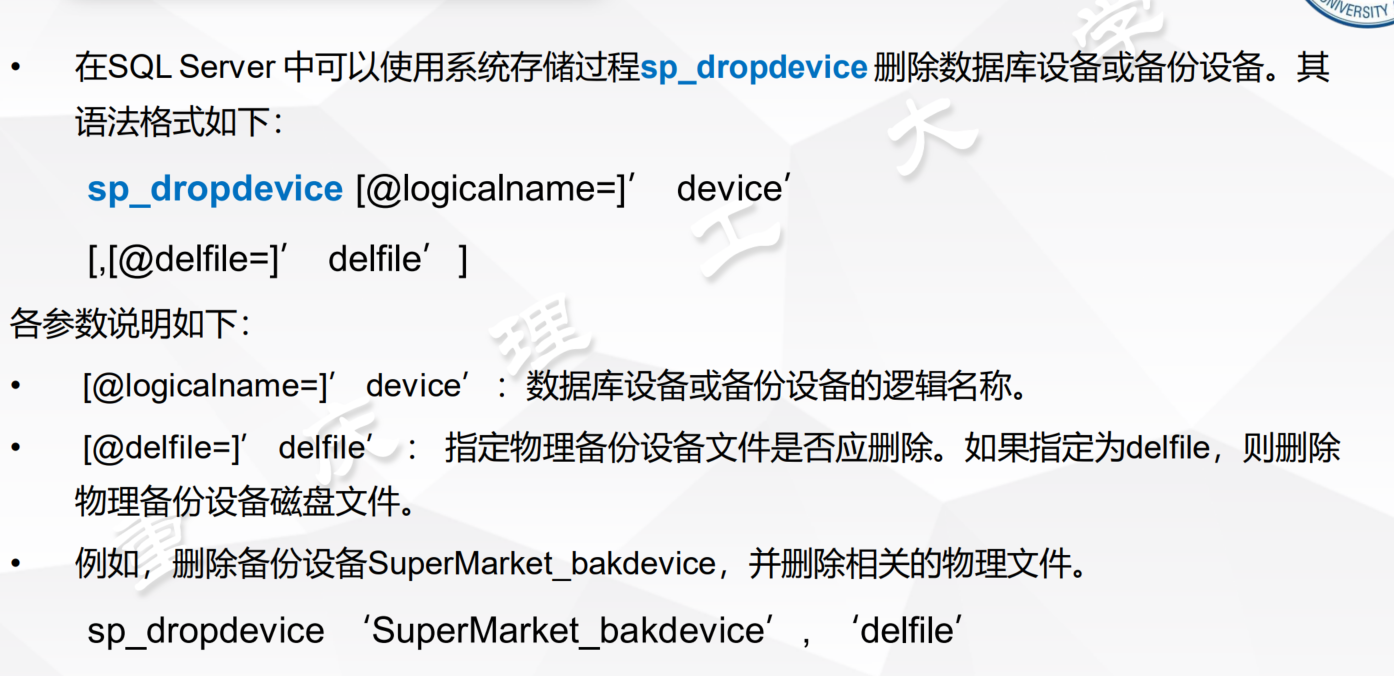 UNIVERSITY
• 在SQL Server 中可以使用系统存储过程sp_dropdevice 删除数据库设备或备份设备。其
语法格式如下：
sp_dropdevice [@logicalname=]’ device’
[,[@delfile=]’ delfile’ ]
各参数说明如下：
• [@logicalname=]’ device’ ：数据库设备或备份设备的逻辑名称。
• [@delfile=]’ delfile’ ： 指定物理备份设备文件是否应删除。如果指定为delfile，则删除
物理备份设备磁盘文件。
• 例如，删除备份设备SuperMarket_bakdevice，并删除相关的物理文件。
sp_dropdevice ‘SuperMarket_bakdevice’, ‘delfile’
重庆理工大学